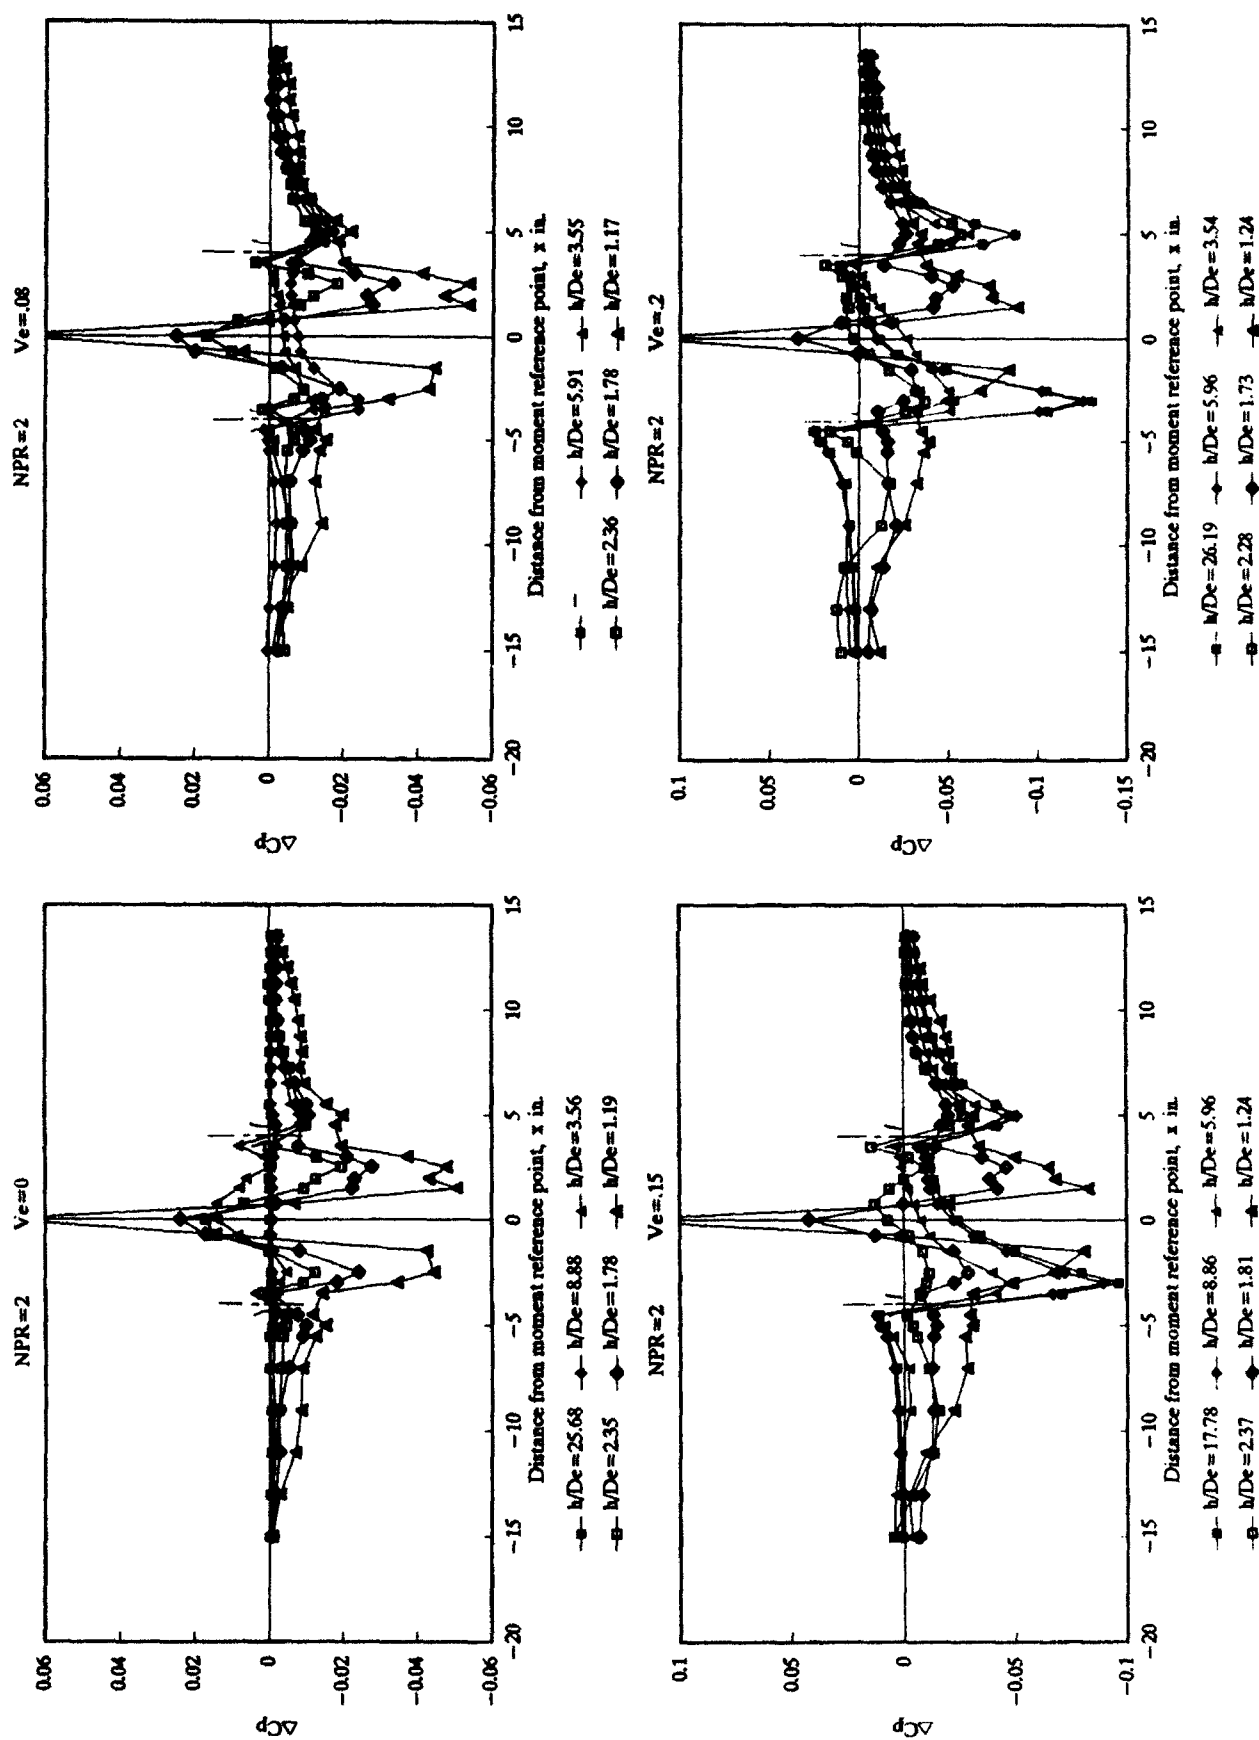 NPR=2 Ve=0
ΔCp
0.06
0.04
0.02
0
−0.02
−0.04
−0.06
−20
−15
−10
−5
0
5
10
15
Distance from moment reference point, x in.
h/De=25.68 h/De=8.88 h/De=3.56
h/De=2.35 h/De=1.78 h/De=1.19
NPR=2 Ve=.08
ΔCp
0.06
0.04
0.02
0
−0.02
−0.04
−0.06
−20
−15
−10
−5
0
5
10
15
Distance from moment reference point, x in.
h/De=5.91 h/De=3.55
h/De=2.36 h/De=1.78 h/De=1.17
NPR=2 Ve=.15
ΔCp
0.1
0.05
0
−0.05
−0.1
−20
−15
−10
−5
0
5
10
15
Distance from moment reference point, x in.
h/De=17.78 h/De=8.86 h/De=5.96
h/De=2.37 h/De=1.81 h/De=1.24
NPR=2 Ve=.2
ΔCp
0.1
0.05
0
−0.05
−0.1
−0.15
−20
−15
−10
−5
0
5
10
15
Distance from moment reference point, x in.
h/De=26.19 h/De=5.96 h/De=3.54
h/De=2.28 h/De=1.73 h/De=1.24